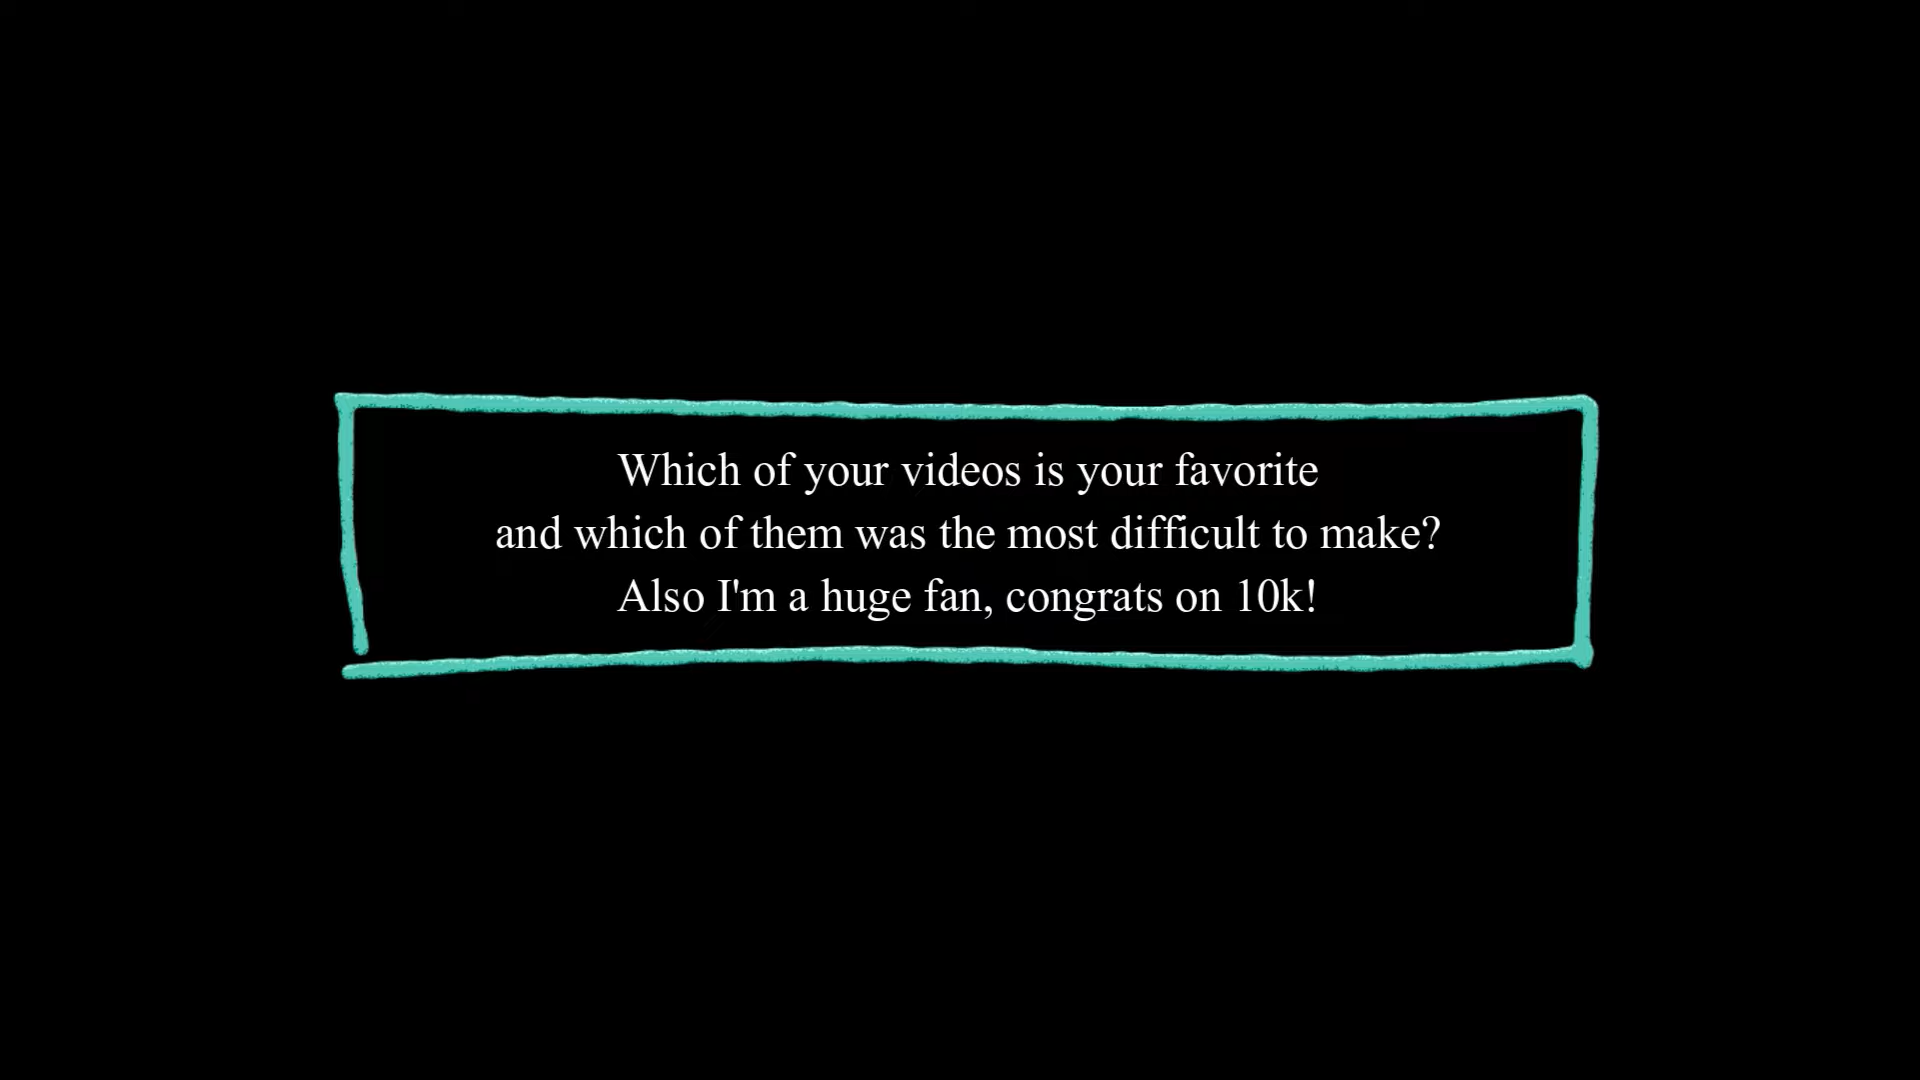 Which of your videos is your favorite
and which of them was the most difficult to make?
Also I'm a huge fan, congrats on 10k!